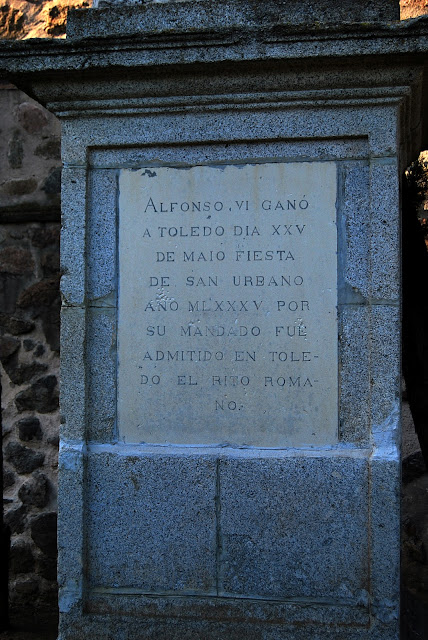 ALFONSO, VI GANÓ
A TOLEDO DIA XXV
DE MAIO FIESTA
DE SAN URBANO
AÑO MLXXXV, POR
SU MANDADO FUE
ADMITIDO EN TOLE-
DO EL RITO ROMA-
NO.